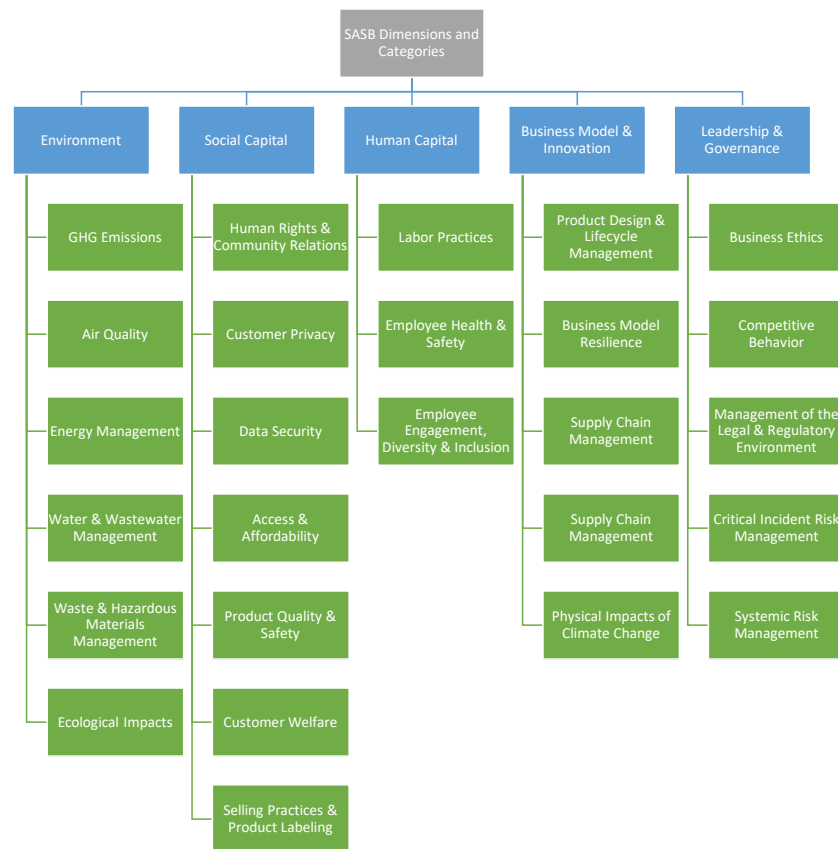 SASB Dimensions and
Categories
Environment
GHG Emissions
Air Quality
Energy Management
Water & Wastewater
Management
Waste & Hazardous
Materials
Management
Ecological Impacts
Social Capital
Human Rights &
Community Relations
Customer Privacy
Data Security
Access &
Affordability
Product Quality &
Safety
Customer Welfare
Selling Practices &
Product Labeling
Human Capital
Labor Practices
Employee Health &
Safety
Employee
Engagement,
Diversity & Inclusion
Business Model &
Innovation
Product Design &
Lifecycle
Management
Business Model
Resilience
Supply Chain
Management
Supply Chain
Management
Physical Impacts of
Climate Change
Leadership &
Governance
Business Ethics
Competitive
Behavior
Management of the
Legal & Regulatory
Environment
Critical Incident Risk
Management
Systemic Risk
Management